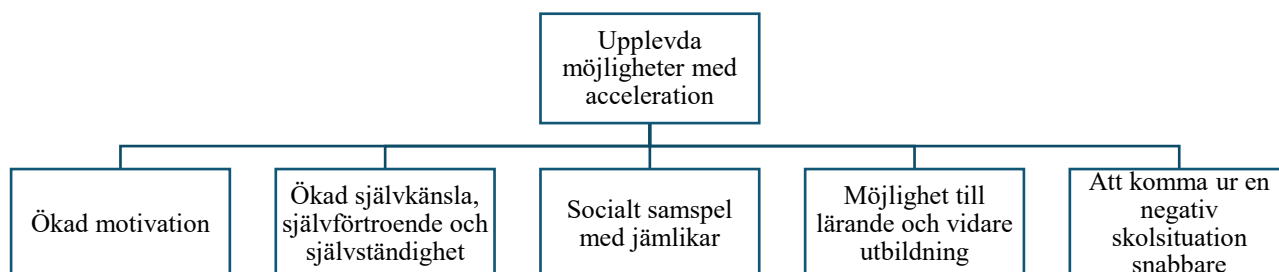 Upplevda
möjligheter med
acceleration
Ökad motivation
Ökad självkänsla,
självförtroende och
självständighet
Socialt samspel
med jämlikar
Möjlighet till
lärande och vidare
utbildning
Att komma ur en
negativ
skolsituation
snabbare